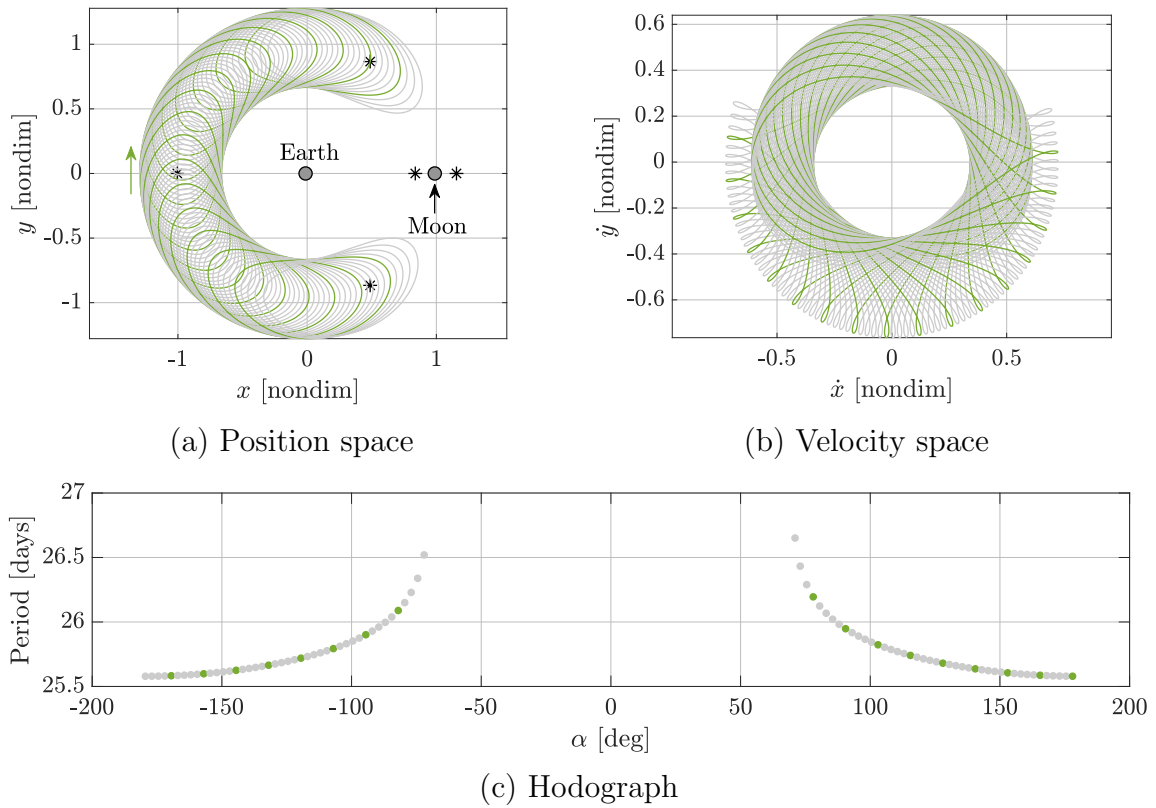 1
0.5
0
-0.5
-1
y [nondim]
Earth
Moon
-1
0
1
x [nondim]
(a) Position space
0.6
0.4
0.2
0
-0.2
-0.4
-0.6
ẏ [nondim]
-0.5
0
0.5
ẋ [nondim]
(b) Velocity space
27
26.5
26
25.5
Period [days]
-200
-150
-100
-50
0
50
100
150
200
α [deg]
(c) Hodograph